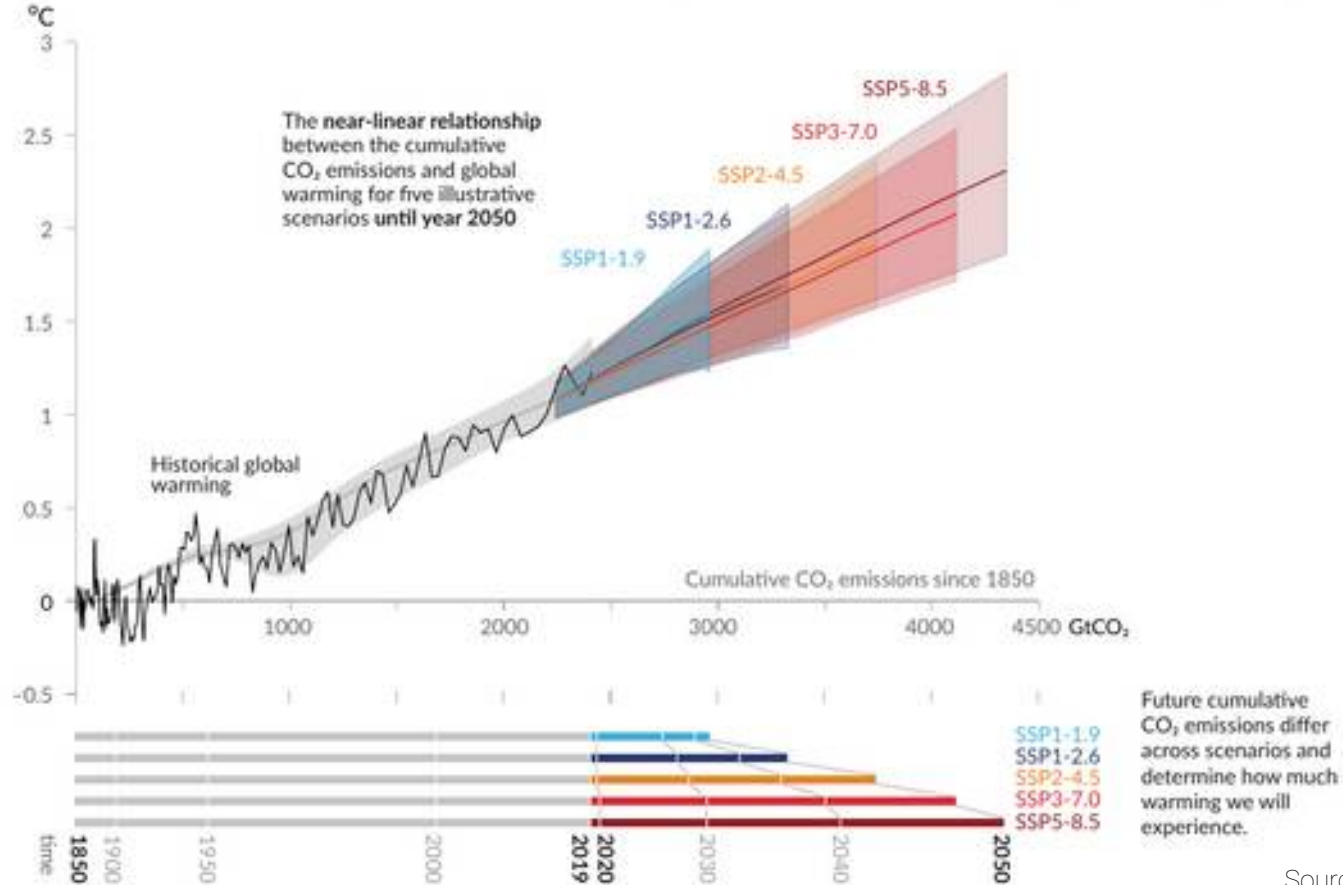 °C
3
2.5
2
1.5
1
0.5
0
-0.5
The near-linear relationship
between the cumulative
CO₂ emissions and global
warming for five illustrative
scenarios until year 2050
SSP5-8.5
SSP3-7.0
SSP2-4.5
SSP1-2.6
SSP1-1.9
Historical global
warming
Cumulative CO₂ emissions since 1850
1000 2000 3000 4000 4500 GtCO₂
SSP1-1.9
SSP1-2.6
SSP2-4.5
SSP3-7.0
SSP5-8.5
Future cumulative
CO₂ emissions differ
across scenarios and
determine how much
warming we will
experience.
time 1850 1900 1950 2000 2019 2020 2030 2040 2050